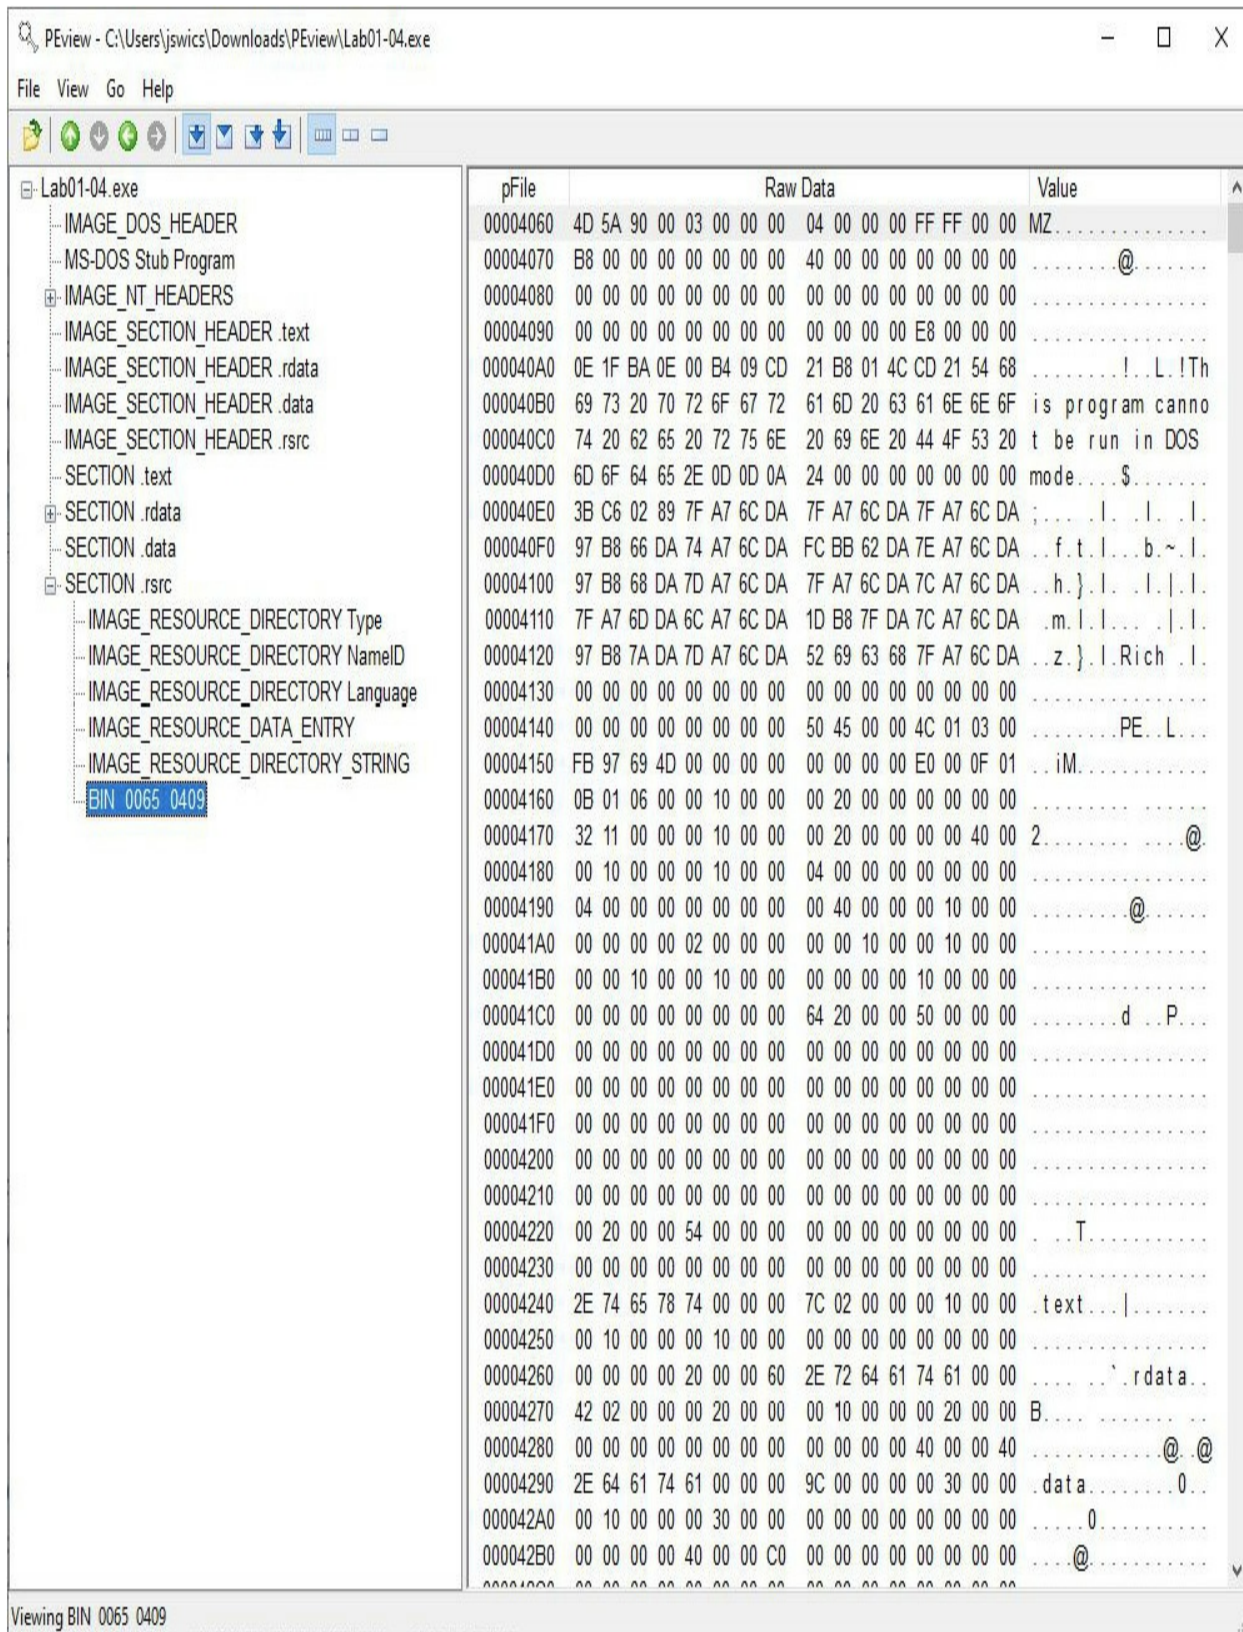 PEview - C:\Users\jswics\Downloads\PEview\Lab01-04.exe
File View Go Help
Lab01-04.exe
IMAGE_DOS_HEADER
MS-DOS Stub Program
IMAGE_NT_HEADERS
IMAGE_SECTION_HEADER .text
IMAGE_SECTION_HEADER .rdata
IMAGE_SECTION_HEADER .data
IMAGE_SECTION_HEADER .rsrc
SECTION .text
SECTION .rdata
SECTION .data
SECTION .rsrc
IMAGE_RESOURCE_DIRECTORY Type
IMAGE_RESOURCE_DIRECTORY NameID
IMAGE_RESOURCE_DIRECTORY Language
IMAGE_RESOURCE_DATA_ENTRY
IMAGE_RESOURCE_DIRECTORY_STRING
BIN 0065 0409
pFile Raw Data Value
00004060 4D 5A 90 00 03 00 00 00 04 00 00 00 FF FF 00 00 MZ..............
00004070 B8 00 00 00 00 00 00 00 40 00 00 00 00 00 00 00 ........@.......
00004080 00 00 00 00 00 00 00 00 00 00 00 00 00 00 00 00 ................
00004090 00 00 00 00 00 00 00 00 00 00 00 00 E8 00 00 00 ................
000040A0 0E 1F BA 0E 00 B4 09 CD 21 B8 01 4C CD 21 54 68 ........!..L.!Th
000040B0 69 73 20 70 72 6F 67 72 61 6D 20 63 61 6E 6E 6F is program canno
000040C0 74 20 62 65 20 72 75 6E 20 69 6E 20 44 4F 53 20 t be run in DOS
000040D0 6D 6F 64 65 2E 0D 0D 0A 24 00 00 00 00 00 00 00 mode....$.......
000040E0 3B C6 02 89 7F A7 6C DA 7F A7 6C DA 7F A7 6C DA ;.... .l. .l. .l.
000040F0 97 B8 66 DA 74 A7 6C DA FC BB 62 DA 7E A7 6C DA ..f.t.l...b.~.l.
00004100 97 B8 68 DA 7D A7 6C DA 7F A7 6C DA 7C A7 6C DA ..h.}.l. .l.|.l.
00004110 7F A7 6D DA 6C A7 6C DA 1D B8 7F DA 7C A7 6C DA .m.l.l... .|.l.
00004120 97 B8 7A DA 7D A7 6C DA 52 69 63 68 7F A7 6C DA ..z.}.l.Rich .l.
00004130 00 00 00 00 00 00 00 00 00 00 00 00 00 00 00 00 ................
00004140 00 00 00 00 00 00 00 00 50 45 00 00 4C 01 03 00 ........PE..L...
00004150 FB 97 69 4D 00 00 00 00 00 00 00 00 E0 00 0F 01 ..iM............
00004160 0B 01 06 00 00 10 00 00 00 20 00 00 00 00 00 00 ......... ......
00004170 32 11 00 00 00 10 00 00 00 20 00 00 00 00 40 00 2........ ....@.
00004180 00 10 00 00 00 10 00 00 04 00 00 00 00 00 00 00 ................
00004190 04 00 00 00 00 00 00 00 00 40 00 00 00 10 00 00 .........@......
000041A0 00 00 00 00 02 00 00 00 00 00 10 00 00 10 00 00 ................
000041B0 00 00 10 00 00 10 00 00 00 00 00 00 10 00 00 00 ................
000041C0 00 00 00 00 00 00 00 00 64 20 00 00 50 00 00 00 ........d ..P...
000041D0 00 00 00 00 00 00 00 00 00 00 00 00 00 00 00 00 ................
000041E0 00 00 00 00 00 00 00 00 00 00 00 00 00 00 00 00 ................
000041F0 00 00 00 00 00 00 00 00 00 00 00 00 00 00 00 00 ................
00004200 00 00 00 00 00 00 00 00 00 00 00 00 00 00 00 00 ................
00004210 00 00 00 00 00 00 00 00 00 00 00 00 00 00 00 00 ................
00004220 00 20 00 00 54 00 00 00 00 00 00 00 00 00 00 00 . ..T...........
00004230 00 00 00 00 00 00 00 00 00 00 00 00 00 00 00 00 ................
00004240 2E 74 65 78 74 00 00 00 7C 02 00 00 00 10 00 00 .text...|.......
00004250 00 10 00 00 00 10 00 00 00 00 00 00 00 00 00 00 ................
00004260 00 00 00 00 20 00 00 60 2E 72 64 61 74 61 00 00 .... ..`.rdata..
00004270 42 02 00 00 00 20 00 00 00 10 00 00 00 20 00 00 B.... ....... ..
00004280 00 00 00 00 00 00 00 00 00 00 00 00 40 00 00 40 ............@..@
00004290 2E 64 61 74 61 00 00 00 9C 00 00 00 00 30 00 00 .data........0..
000042A0 00 10 00 00 00 30 00 00 00 00 00 00 00 00 00 00 .....0..........
000042B0 00 00 00 00 40 00 00 C0 00 00 00 00 00 00 00 00 ....@...........
Viewing BIN 0065 0409